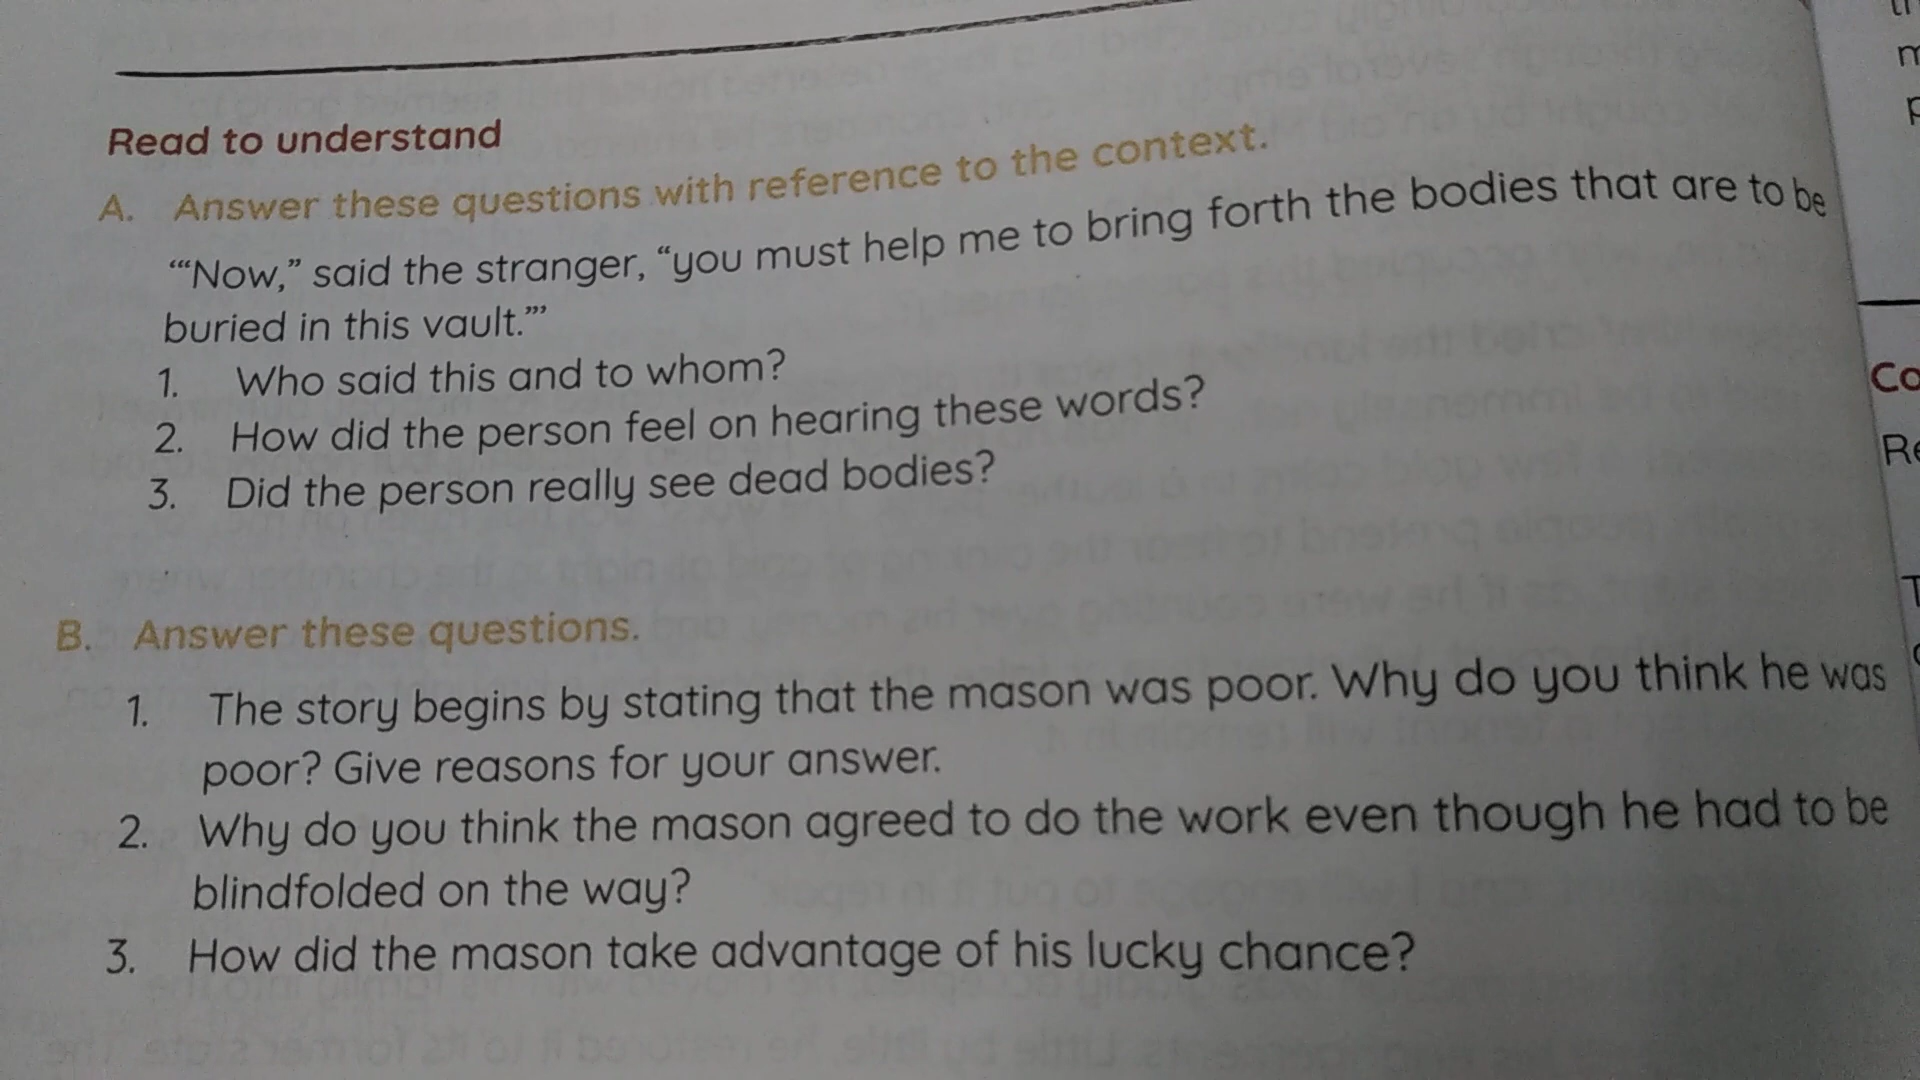 Read to understand
A. Answer these questions with reference to the context.
“‘Now,” said the stranger, “you must help me to bring forth the bodies that are to be
buried in this vault.”’
1. Who said this and to whom?
2. How did the person feel on hearing these words?
3. Did the person really see dead bodies?
B. Answer these questions.
1. The story begins by stating that the mason was poor. Why do you think he was
poor? Give reasons for your answer.
2. Why do you think the mason agreed to do the work even though he had to be
blindfolded on the way?
3. How did the mason take advantage of his lucky chance?
Co
Re